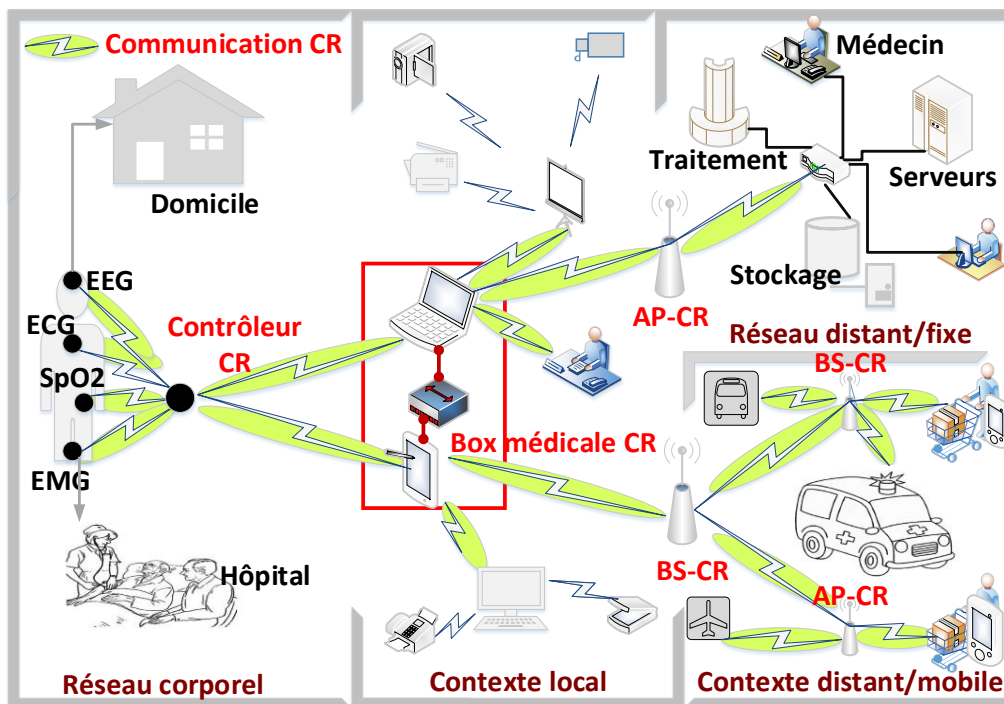 Communication CR
Domicile
EEG
ECG
SpO2
EMG
Contrôleur
CR
Hôpital
Réseau corporel
Box médicale CR
Contexte local
Médecin
Traitement
Serveurs
Stockage
AP-CR
Réseau distant/fixe
BS-CR
BS-CR
AP-CR
Contexte distant/mobile